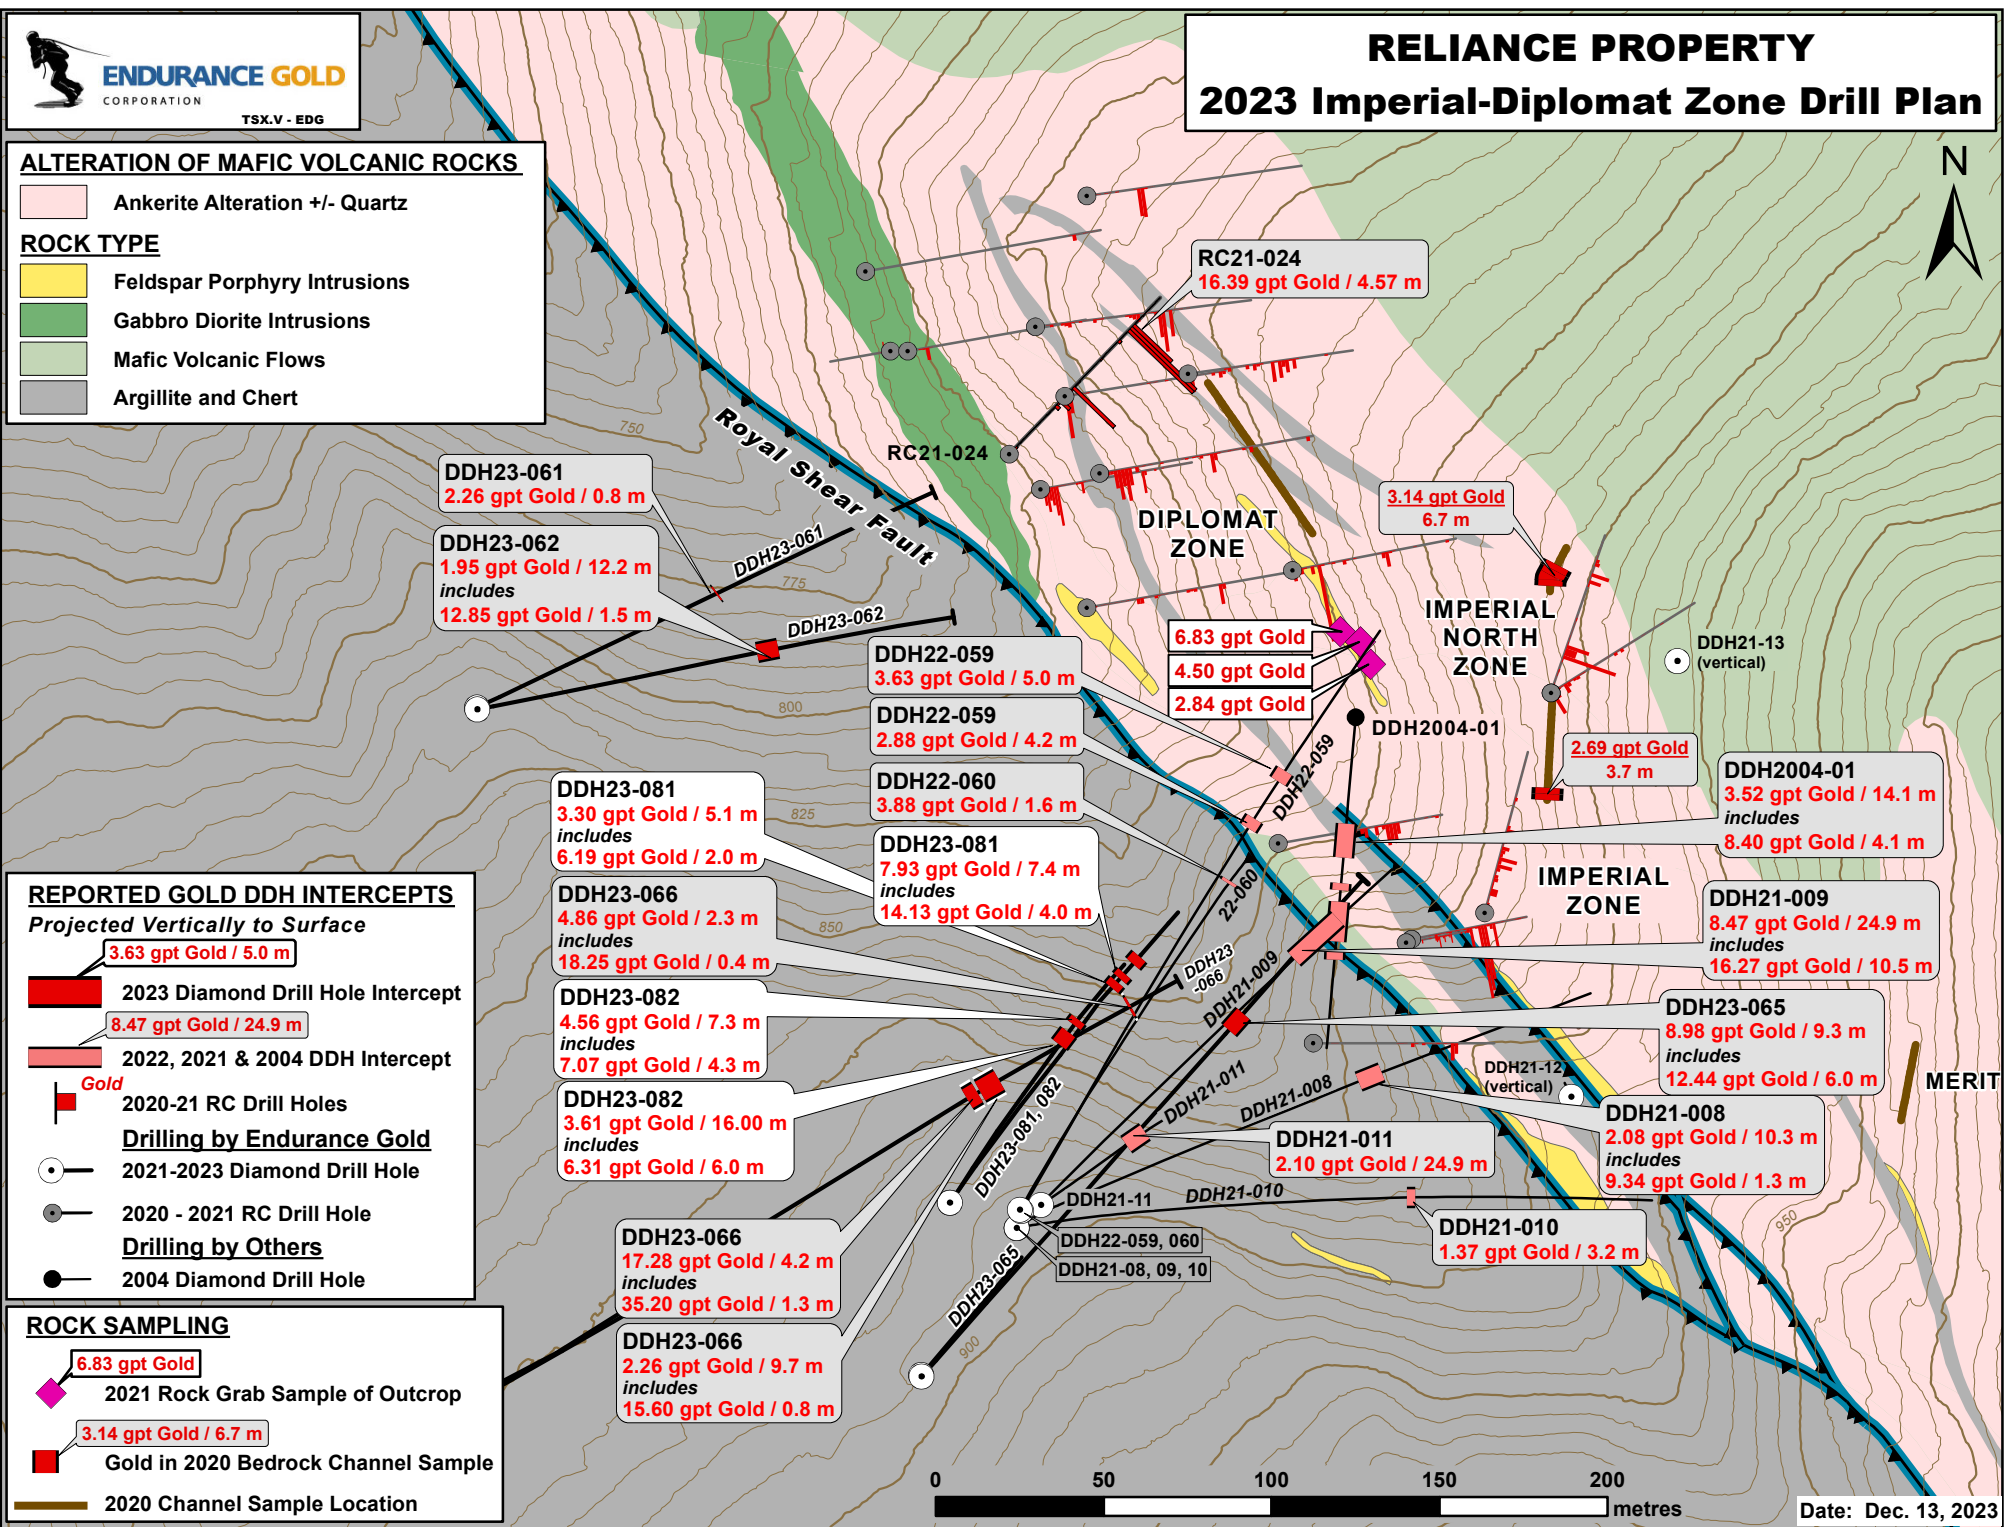 ENDURANCE GOLD
CORPORATION
TSX.V - EDG
RELIANCE PROPERTY
2023 Imperial-Diplomat Zone Drill Plan
N
ALTERATION OF MAFIC VOLCANIC ROCKS
Ankerite Alteration +/- Quartz
ROCK TYPE
Feldspar Porphyry Intrusions
Gabbro Diorite Intrusions
Mafic Volcanic Flows
Argillite and Chert
RC21-024
16.39 gpt Gold / 4.57 m
750
Royal Shear Fault
RC21-024
DDH23-061
2.26 gpt Gold / 0.8 m
DDH23-062
1.95 gpt Gold / 12.2 m
includes
12.85 gpt Gold / 1.5 m
DDH23-061
775
DDH23-062
800
DIPLOMAT
ZONE
3.14 gpt Gold
6.7 m
IMPERIAL
NORTH
ZONE
DDH21-13
(vertical)
6.83 gpt Gold
4.50 gpt Gold
2.84 gpt Gold
DDH22-059
3.63 gpt Gold / 5.0 m
DDH22-059
2.88 gpt Gold / 4.2 m
DDH22-060
3.88 gpt Gold / 1.6 m
DDH2004-01
DDH22-059
2.69 gpt Gold
3.7 m
DDH2004-01
3.52 gpt Gold / 14.1 m
includes
8.40 gpt Gold / 4.1 m
DDH23-081
3.30 gpt Gold / 5.1 m
includes
6.19 gpt Gold / 2.0 m
825
DDH23-081
7.93 gpt Gold / 7.4 m
includes
14.13 gpt Gold / 4.0 m
22-060
IMPERIAL
ZONE
DDH21-009
8.47 gpt Gold / 24.9 m
includes
16.27 gpt Gold / 10.5 m
DDH23-066
4.86 gpt Gold / 2.3 m
includes
18.25 gpt Gold / 0.4 m
850
DDH23
-066
DDH21-009
DDH23-082
4.56 gpt Gold / 7.3 m
includes
7.07 gpt Gold / 4.3 m
DDH23-065
8.98 gpt Gold / 9.3 m
includes
12.44 gpt Gold / 6.0 m
DDH21-12
(vertical)
MERIT
DDH23-082
3.61 gpt Gold / 16.00 m
includes
6.31 gpt Gold / 6.0 m
DDH23-081, 082
DDH21-011
DDH21-008
DDH21-011
2.10 gpt Gold / 24.9 m
DDH21-008
2.08 gpt Gold / 10.3 m
includes
9.34 gpt Gold / 1.3 m
DDH21-11
DDH21-010
DDH22-059, 060
DDH21-08, 09, 10
DDH21-010
1.37 gpt Gold / 3.2 m
950
DDH23-066
17.28 gpt Gold / 4.2 m
includes
35.20 gpt Gold / 1.3 m
DDH23-065
900
DDH23-066
2.26 gpt Gold / 9.7 m
includes
15.60 gpt Gold / 0.8 m
REPORTED GOLD DDH INTERCEPTS
Projected Vertically to Surface
3.63 gpt Gold / 5.0 m
2023 Diamond Drill Hole Intercept
8.47 gpt Gold / 24.9 m
2022, 2021 & 2004 DDH Intercept
Gold
2020-21 RC Drill Holes
Drilling by Endurance Gold
2021-2023 Diamond Drill Hole
2020 - 2021 RC Drill Hole
Drilling by Others
2004 Diamond Drill Hole
ROCK SAMPLING
6.83 gpt Gold
2021 Rock Grab Sample of Outcrop
3.14 gpt Gold / 6.7 m
Gold in 2020 Bedrock Channel Sample
2020 Channel Sample Location
0 50 100 150 200
metres
Date: Dec. 13, 2023